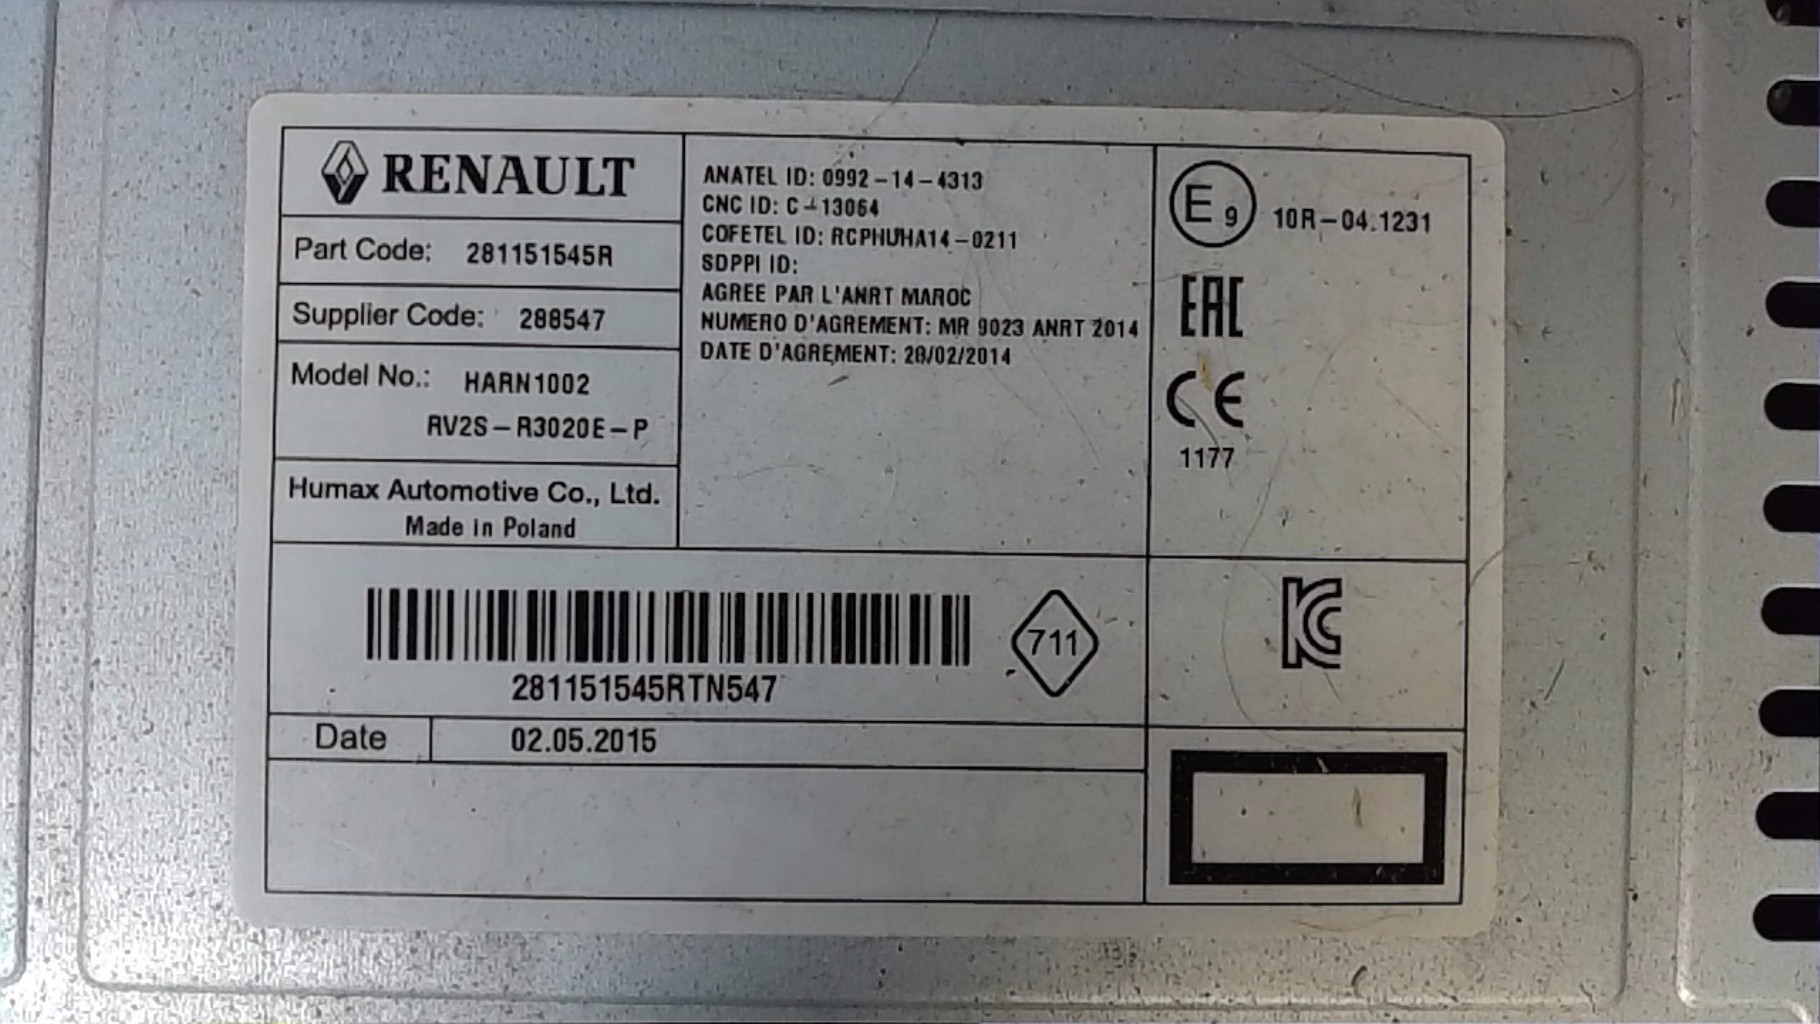 RENAULT
Part Code: 281151545R
Supplier Code: 288547
Model No.: HARN1002
RV2S-R3020E-P
Humax Automotive Co., Ltd.
Made in Poland
ANATEL ID: 0992-14-4313
CNC ID: C-13064
COFETEL ID: RCPHUHA14-0211
SDPPI ID:
AGREE PAR L'ANRT MAROC
NUMERO D'AGREMENT: MR 9023 ANRT 2014
DATE D'AGREMENT: 28/02/2014
E9 10R-04.1231
EAC
CE
1177
281151545RTN547
711
KC
Date 02.05.2015